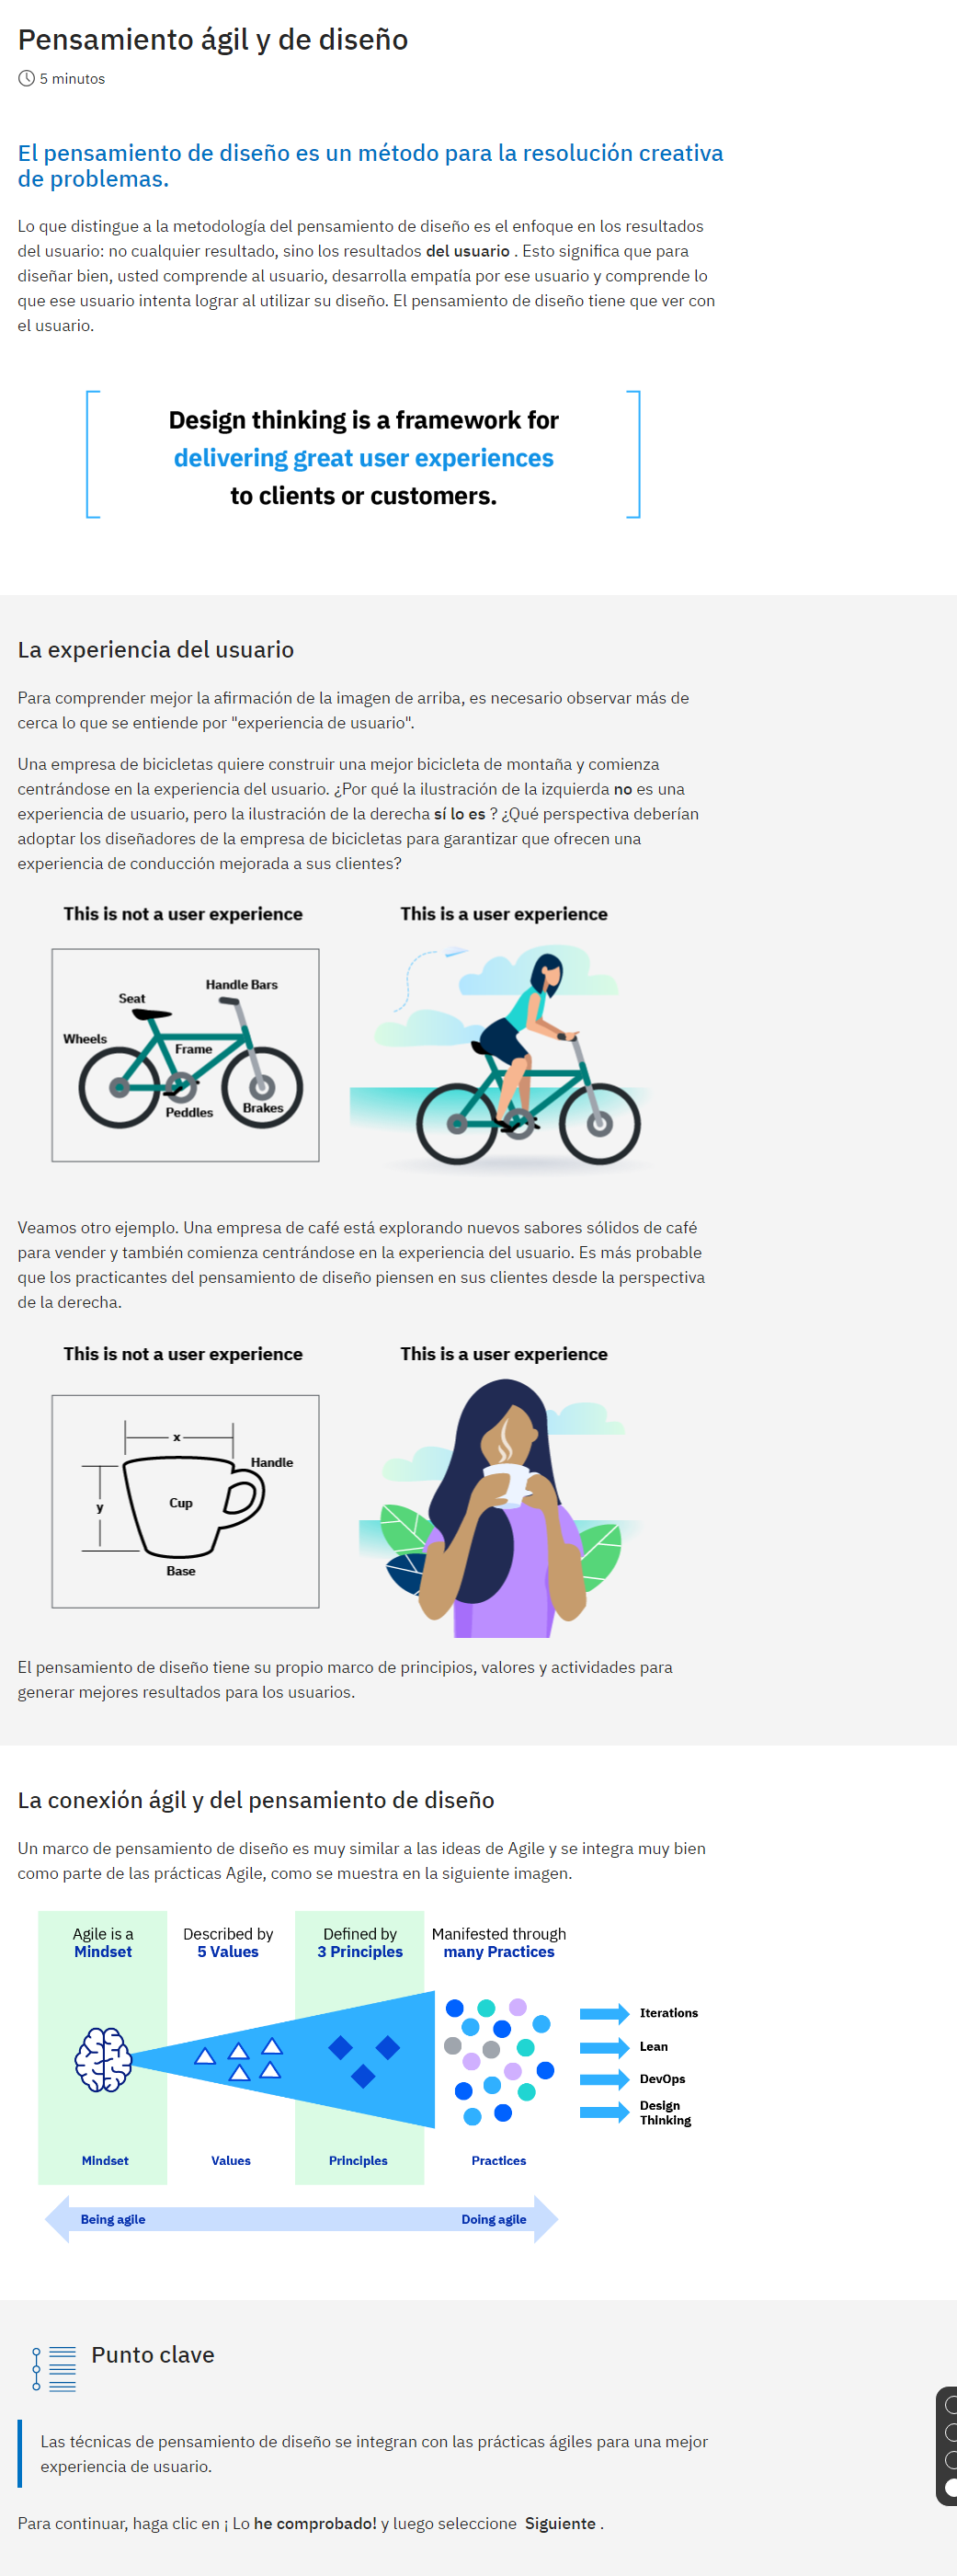 Pensamiento ágil y de diseño
5 minutos
El pensamiento de diseño es un método para la resolución creativa
de problemas.
Lo que distingue a la metodología del pensamiento de diseño es el enfoque en los resultados
del usuario: no cualquier resultado, sino los resultados del usuario . Esto significa que para
diseñar bien, usted comprende al usuario, desarrolla empatía por ese usuario y comprende lo
que ese usuario intenta lograr al utilizar su diseño. El pensamiento de diseño tiene que ver con
el usuario.
Design thinking is a framework for
delivering great user experiences
to clients or customers.
La experiencia del usuario
Para comprender mejor la afirmación de la imagen de arriba, es necesario observar más de
cerca lo que se entiende por "experiencia de usuario".
Una empresa de bicicletas quiere construir una mejor bicicleta de montaña y comienza
centrándose en la experiencia del usuario. ¿Por qué la ilustración de la izquierda no es una
experiencia de usuario, pero la ilustración de la derecha sí lo es ? ¿Qué perspectiva deberían
adoptar los diseñadores de la empresa de bicicletas para garantizar que ofrecen una
experiencia de conducción mejorada a sus clientes?
This is not a user experience
Handle Bars
Seat
Wheels
Frame
Peddles
Brakes
This is a user experience
Veamos otro ejemplo. Una empresa de café está explorando nuevos sabores sólidos de café
para vender y también comienza centrándose en la experiencia del usuario. Es más probable
que los practicantes del pensamiento de diseño piensen en sus clientes desde la perspectiva
de la derecha.
This is not a user experience
x
Handle
y
Cup
Base
This is a user experience
El pensamiento de diseño tiene su propio marco de principios, valores y actividades para
generar mejores resultados para los usuarios.
La conexión ágil y del pensamiento de diseño
Un marco de pensamiento de diseño es muy similar a las ideas de Agile y se integra muy bien
como parte de las prácticas Agile, como se muestra en la siguiente imagen.
Agile is a
Mindset
Described by
5 Values
Defined by
3 Principles
Manifested through
many Practices
Iterations
Lean
DevOps
Design
Thinking
Mindset
Values
Principles
Practices
Being agile
Doing agile
Punto clave
Las técnicas de pensamiento de diseño se integran con las prácticas ágiles para una mejor
experiencia de usuario.
Para continuar, haga clic en ¡ Lo he comprobado! y luego seleccione Siguiente .